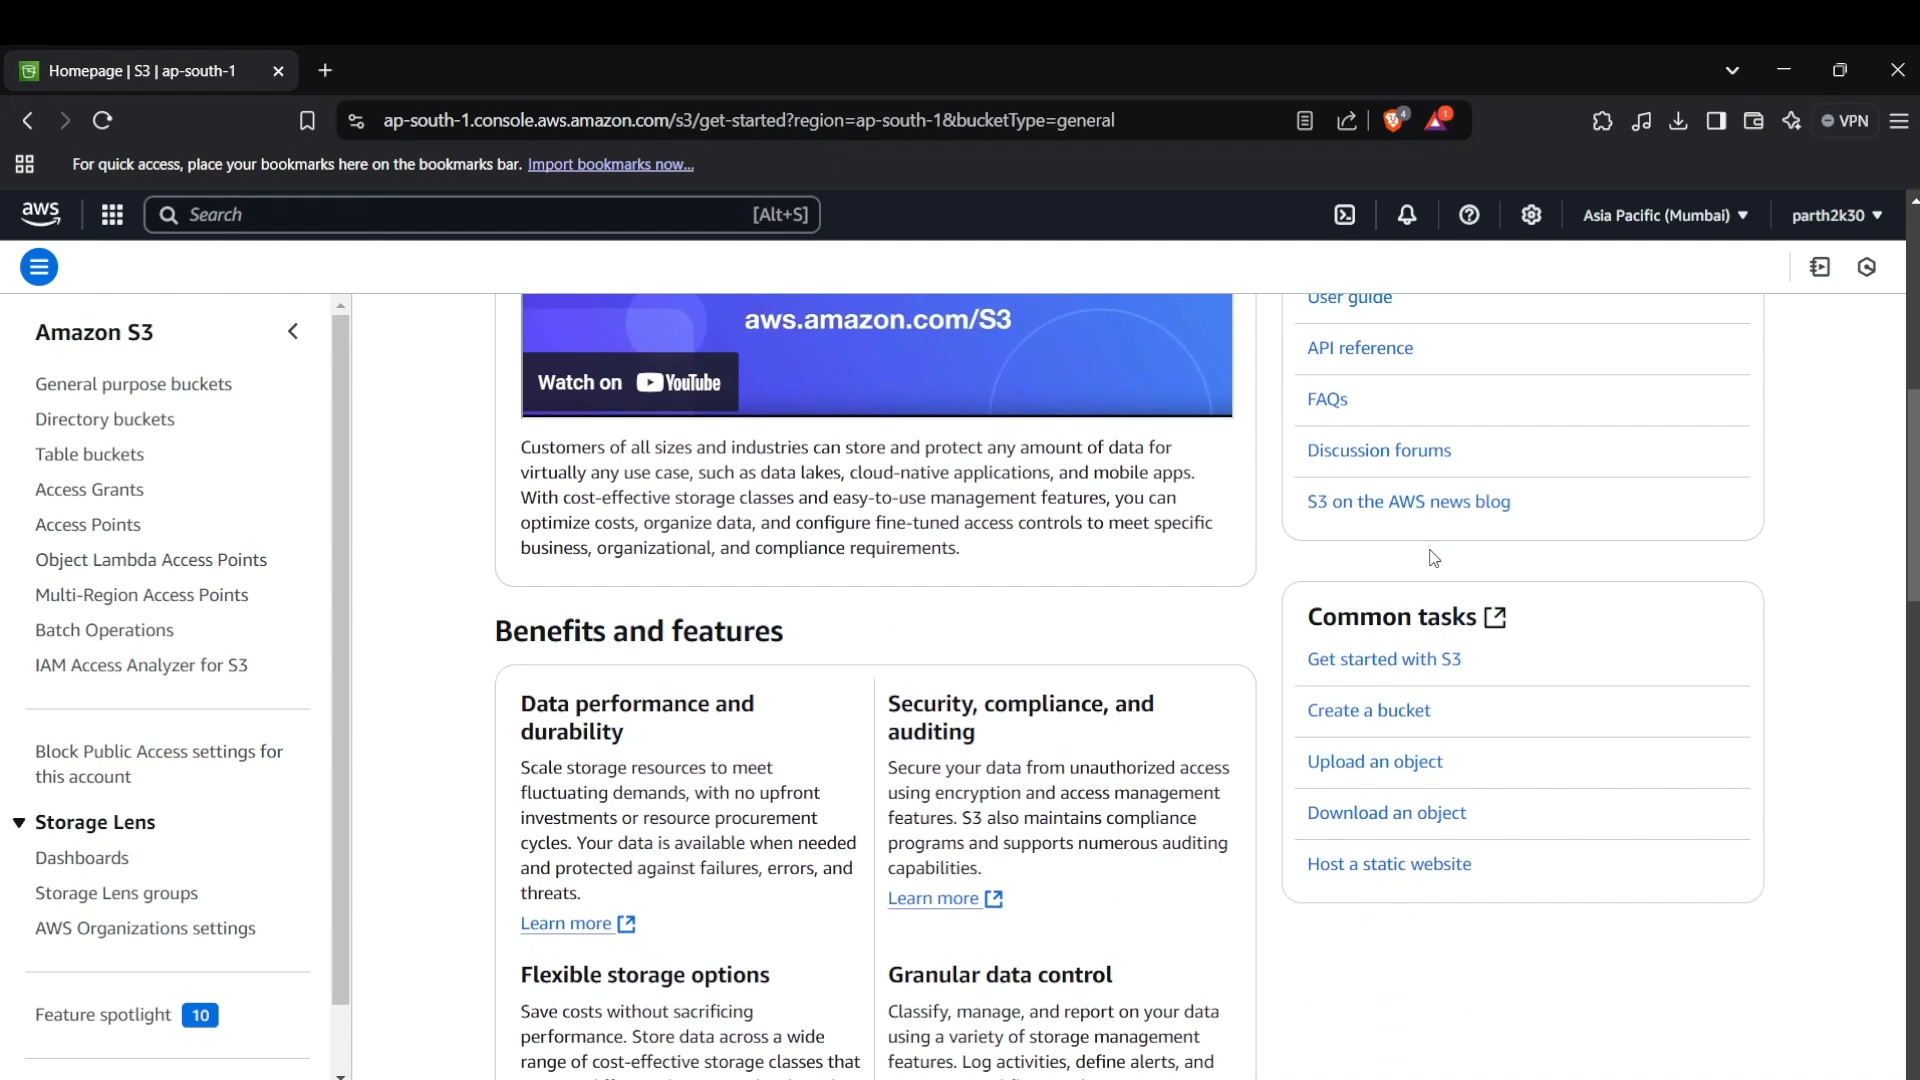 Homepage | S3 | ap-south-1
ap-south-1.console.aws.amazon.com/s3/get-started?region=ap-south-1&bucketType=general
4
1
VPN
For quick access, place your bookmarks here on the bookmarks bar. Import bookmarks now...
aws
Search
[Alt+S]
Asia Pacific (Mumbai)
parth2k30
Amazon S3
General purpose buckets
Directory buckets
Table buckets
Access Grants
Access Points
Object Lambda Access Points
Multi-Region Access Points
Batch Operations
IAM Access Analyzer for S3
Block Public Access settings for
this account
Storage Lens
Dashboards
Storage Lens groups
AWS Organizations settings
Feature spotlight 10
aws.amazon.com/S3
Watch on YouTube
Customers of all sizes and industries can store and protect any amount of data for
virtually any use case, such as data lakes, cloud-native applications, and mobile apps.
With cost-effective storage classes and easy-to-use management features, you can
optimize costs, organize data, and configure fine-tuned access controls to meet specific
business, organizational, and compliance requirements.
Benefits and features
Data performance and
durability
Scale storage resources to meet
fluctuating demands, with no upfront
investments or resource procurement
cycles. Your data is available when needed
and protected against failures, errors, and
threats.
Learn more
Security, compliance, and
auditing
Secure your data from unauthorized access
using encryption and access management
features. S3 also maintains compliance
programs and supports numerous auditing
capabilities.
Learn more
Flexible storage options
Save costs without sacrificing
performance. Store data across a wide
range of cost-effective storage classes that
Granular data control
Classify, manage, and report on your data
using a variety of storage management
features. Log activities, define alerts, and
User guide
API reference
FAQs
Discussion forums
S3 on the AWS news blog
Common tasks
Get started with S3
Create a bucket
Upload an object
Download an object
Host a static website